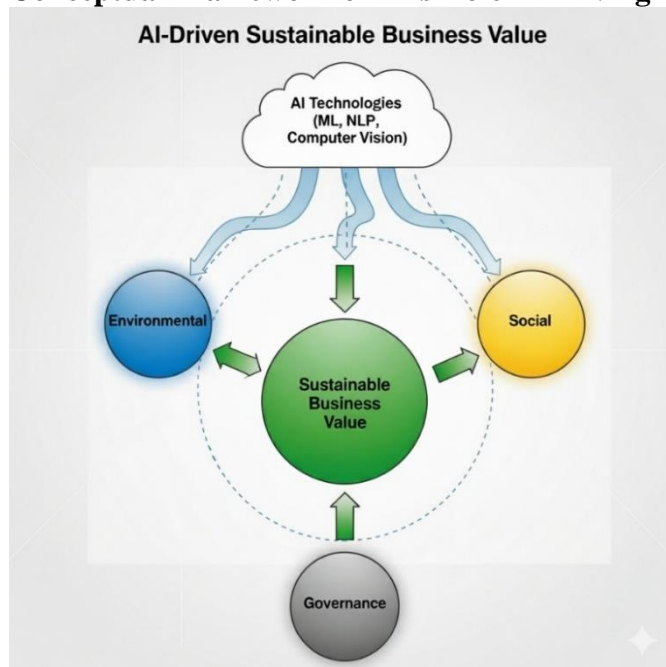 AI-Driven Sustainable Business Value
AI Technologies
(ML, NLP,
Computer Vision)
Environmental
Social
Sustainable
Business
Value
Governance